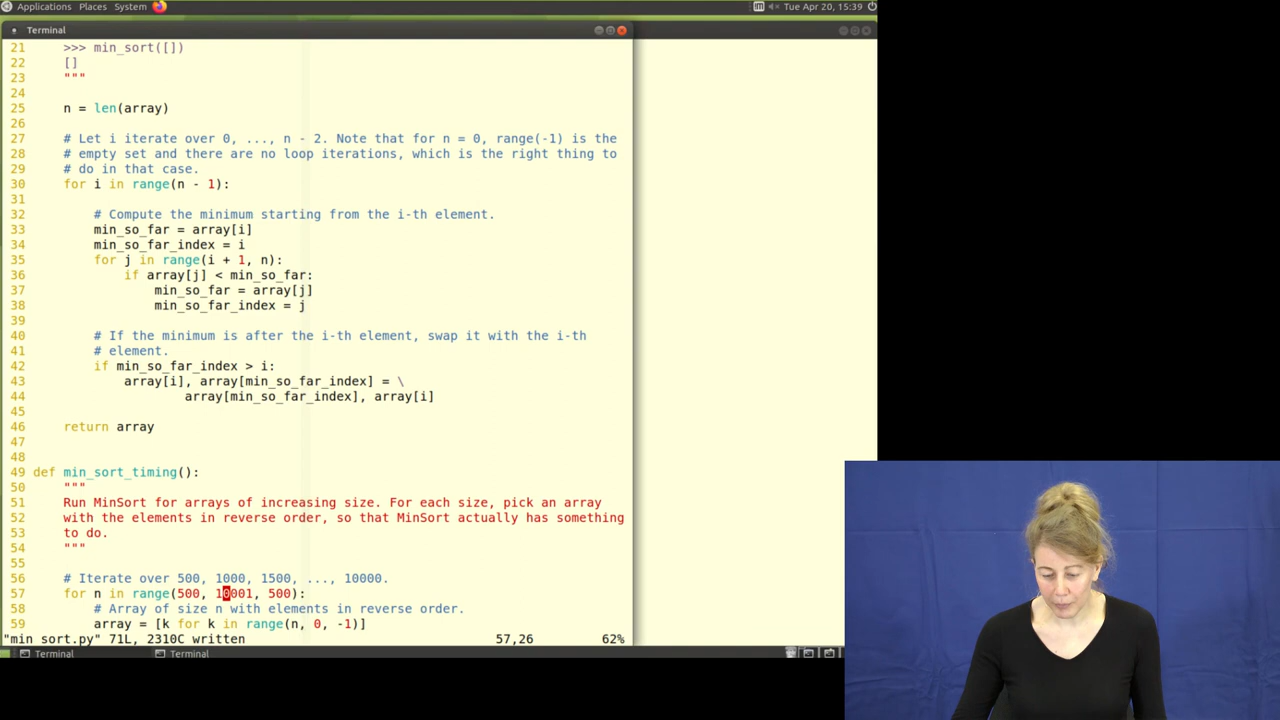 Applications Places System Tue Apr 20, 15:39
Terminal
21 >>> min_sort([])
22 []
23 """
24
25 n = len(array)
26
27 # Let i iterate over 0, ..., n - 2. Note that for n = 0, range(-1) is the
28 # empty set and there are no loop iterations, which is the right thing to
29 # do in that case.
30 for i in range(n - 1):
31
32 # Compute the minimum starting from the i-th element.
33 min_so_far = array[i]
34 min_so_far_index = i
35 for j in range(i + 1, n):
36 if array[j] < min_so_far:
37 min_so_far = array[j]
38 min_so_far_index = j
39
40 # If the minimum is after the i-th element, swap it with the i-th
41 # element.
42 if min_so_far_index > i:
43 array[i], array[min_so_far_index] = \
44 array[min_so_far_index], array[i]
45
46 return array
47
48
49 def min_sort_timing():
50 """
51 Run MinSort for arrays of increasing size. For each size, pick an array
52 with the elements in reverse order, so that MinSort actually has something
53 to do.
54 """
55
56 # Iterate over 500, 1000, 1500, ..., 10000.
57 for n in range(500, 10001, 500):
58 # Array of size n with elements in reverse order.
59 array = [k for k in range(n, 0, -1)]
"min_sort.py" 71L, 2310C written 57,26 62%
Terminal Terminal